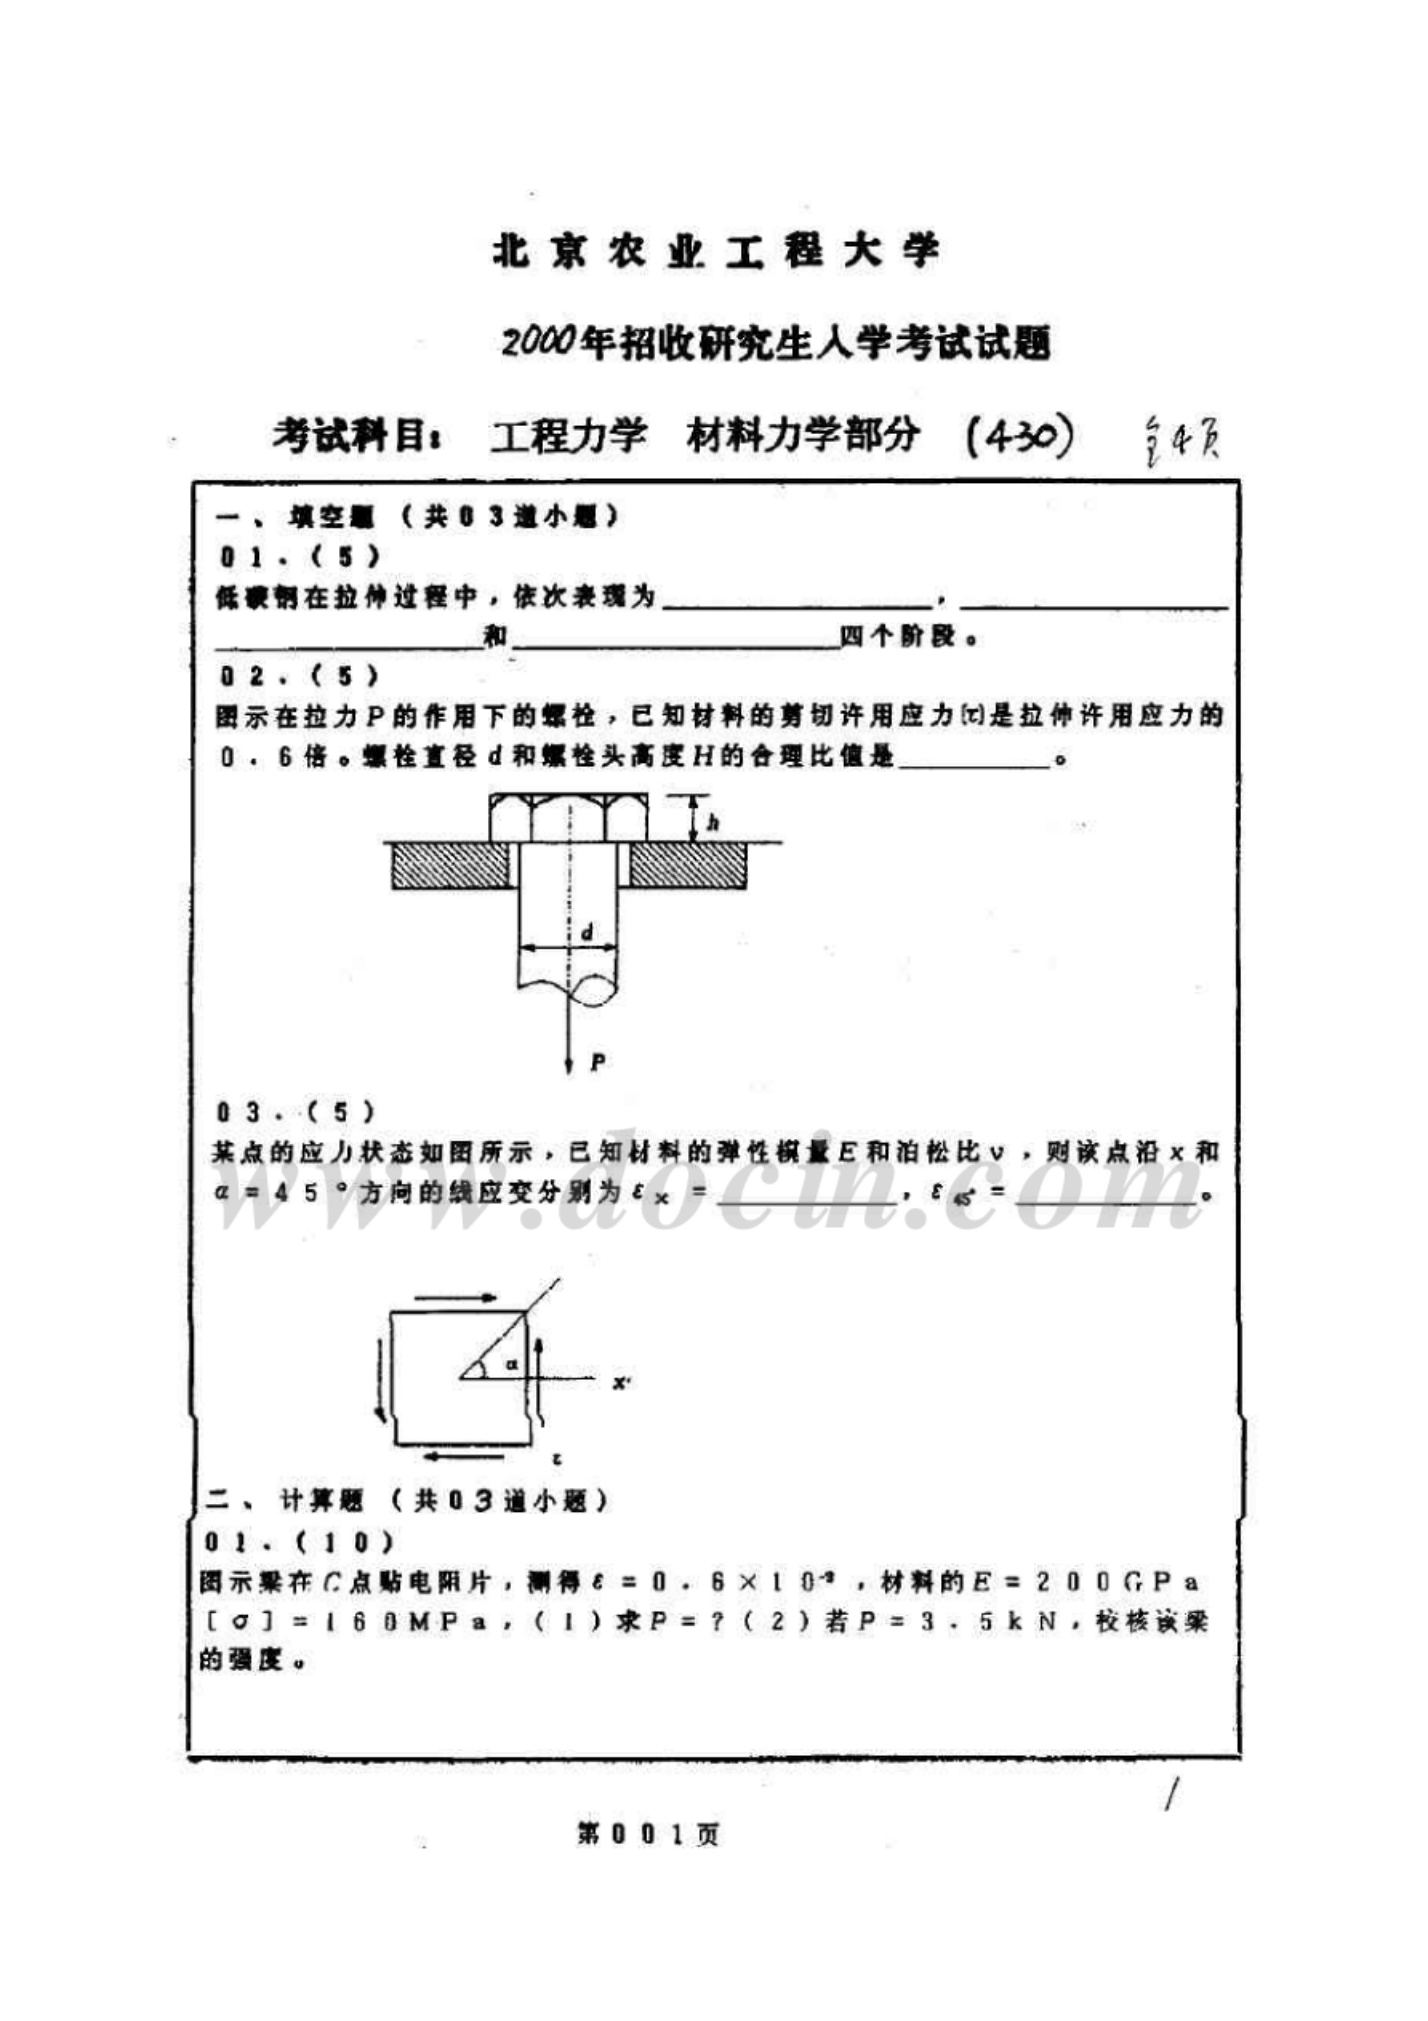 北京农业工程大学
2000年招收研究生入学考试试题
考试科目： 工程力学 材料力学部分 （430） 全4页
一、填空题（共03道小题）
01．（5）
低碳钢在拉伸过程中，依次表现为＿＿＿＿，＿＿＿＿
＿＿＿＿和＿＿＿＿四个阶段。
02．（5）
图示在拉力P的作用下的螺栓，已知材料的剪切许用应力[τ]是拉伸许用应力的
0．6倍。螺栓直径d和螺栓头高度H的合理比值是＿＿＿＿。
h
d
P
03．（5）
某点的应力状态如图所示，已知材料的弹性模量E和泊松比ν，则该点沿x和
α＝45°方向的线应变分别为εx＝＿＿＿＿，ε45°＝＿＿＿＿。
www.docin.com
α
x
τ
二、计算题（共03道小题）
01．（10）
图示梁在C点贴电阻片，测得ε＝0．6×10⁻³，材料的E＝200GPa
[σ]＝160MPa，（1）求P＝？（2）若P＝3．5kN，校核该梁
的强度。
1
第001页